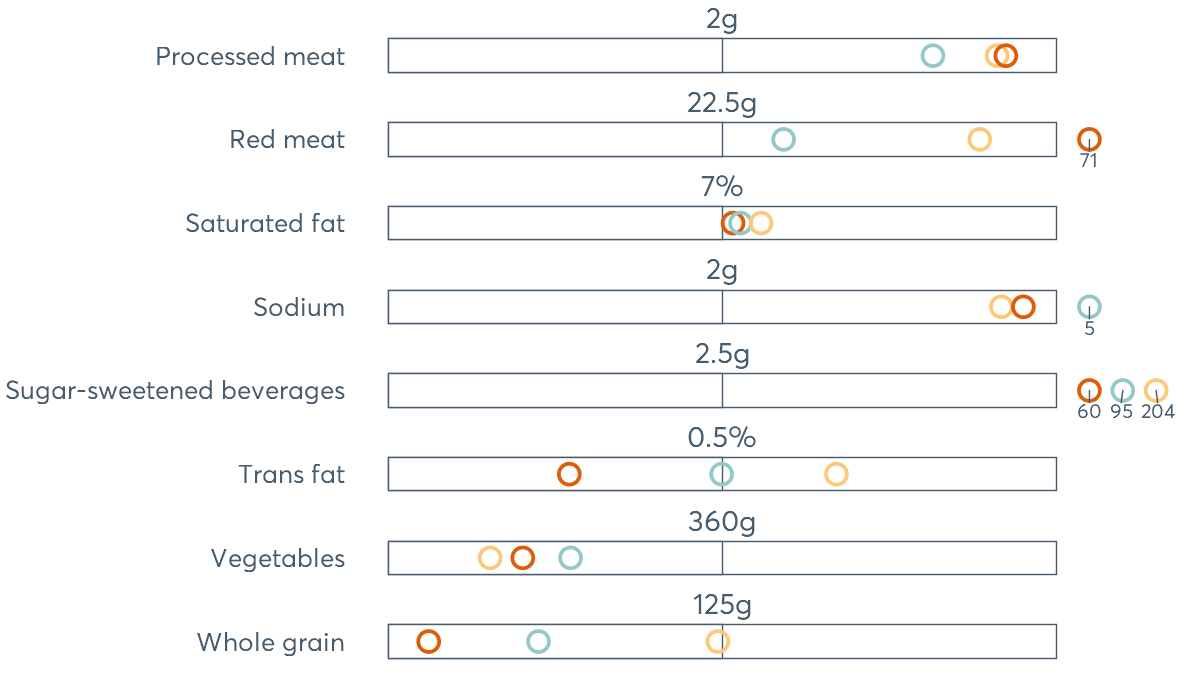 2g
Processed meat
22.5g
Red meat
71
7%
Saturated fat
2g
Sodium
5
2.5g
Sugar-sweetened beverages
60 95 204
0.5%
Trans fat
360g
Vegetables
125g
Whole grain